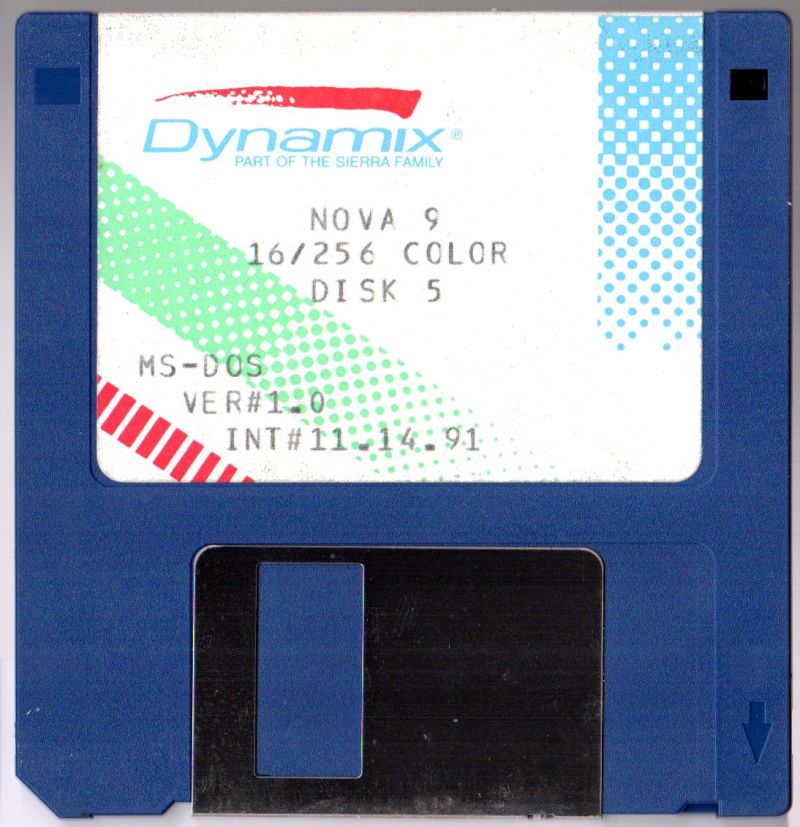 Dynamix®
PART OF THE SIERRA FAMILY
NOVA 9
16/256 COLOR
DISK 5
MS-DOS
VER#1.0
INT#11.14.91